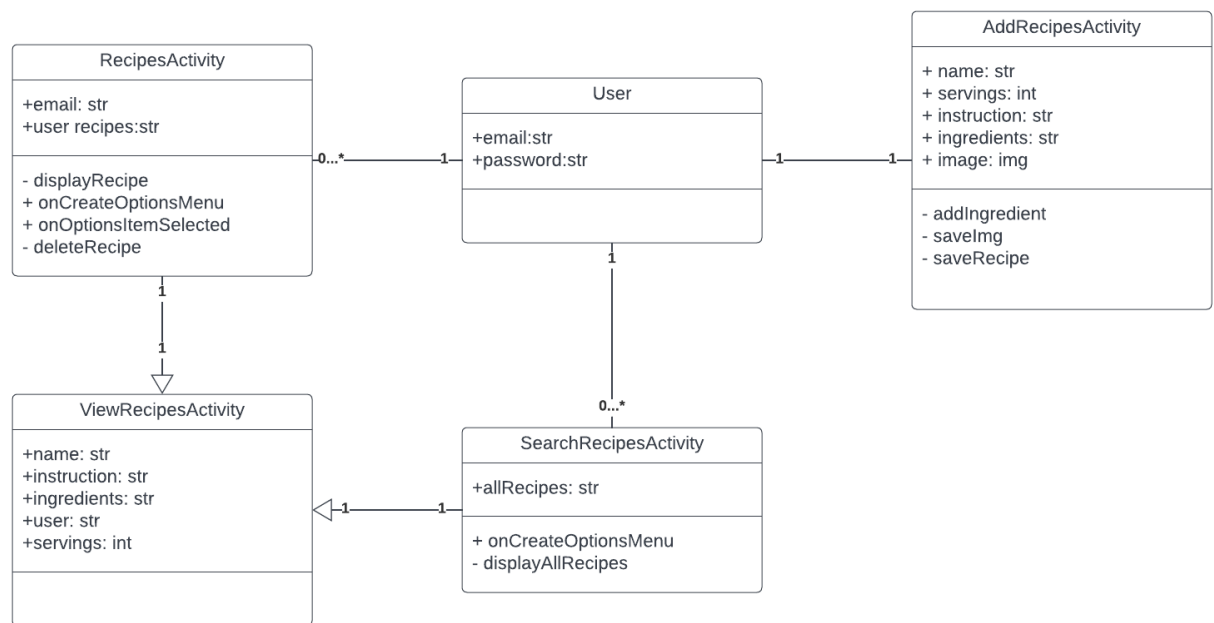 RecipesActivity
+email: str
+user recipes:str
- displayRecipe
+ onCreateOptionsMenu
+ onOptionsItemSelected
- deleteRecipe
0...*
1
User
+email:str
+password:str
1
1
AddRecipesActivity
+ name: str
+ servings: int
+ instruction: str
+ ingredients: str
+ image: img
- addIngredient
- saveImg
- saveRecipe
1
1
1
0...*
ViewRecipesActivity
+name: str
+instruction: str
+ingredients: str
+user: str
+servings: int
1
1
SearchRecipesActivity
+allRecipes: str
+ onCreateOptionsMenu
- displayAllRecipes